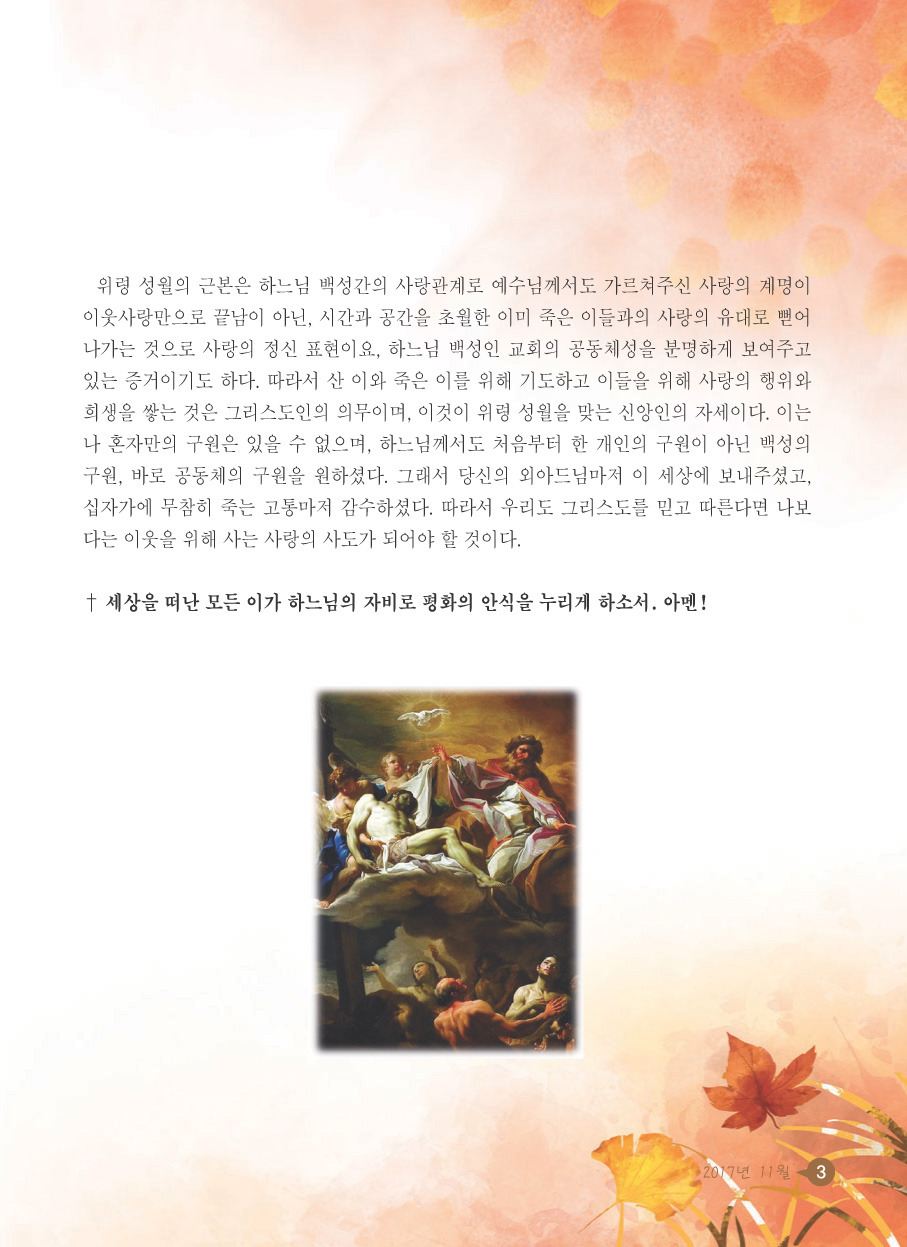 위령 성월의 근본은 하느님 백성간의 사랑관계로 예수님께서도 가르쳐주신 사랑의 계명이
이웃사랑만으로 끝남이 아닌, 시간과 공간을 초월한 이미 죽은 이들과의 사랑의 유대로 뻗어
나가는 것으로 사랑의 정신 표현이요, 하느님 백성인 교회의 공동체성을 분명하게 보여주고
있는 증거이기도 하다. 따라서 산 이와 죽은 이를 위해 기도하고 이들을 위해 사랑의 행위와
희생을 쌓는 것은 그리스도인의 의무이며, 이것이 위령 성월을 맞는 신앙인의 자세이다. 이는
나 혼자만의 구원은 있을 수 없으며, 하느님께서도 처음부터 한 개인의 구원이 아닌 백성의
구원, 바로 공동체의 구원을 원하셨다. 그래서 당신의 외아드님마저 이 세상에 보내주셨고,
십자가에 무참히 죽는 고통마저 감수하셨다. 따라서 우리도 그리스도를 믿고 따른다면 나보
다는 이웃을 위해 사는 사랑의 사도가 되어야 할 것이다.
† 세상을 떠난 모든 이가 하느님의 자비로 평화의 안식을 누리게 하소서. 아멘!
2017년 11월 3